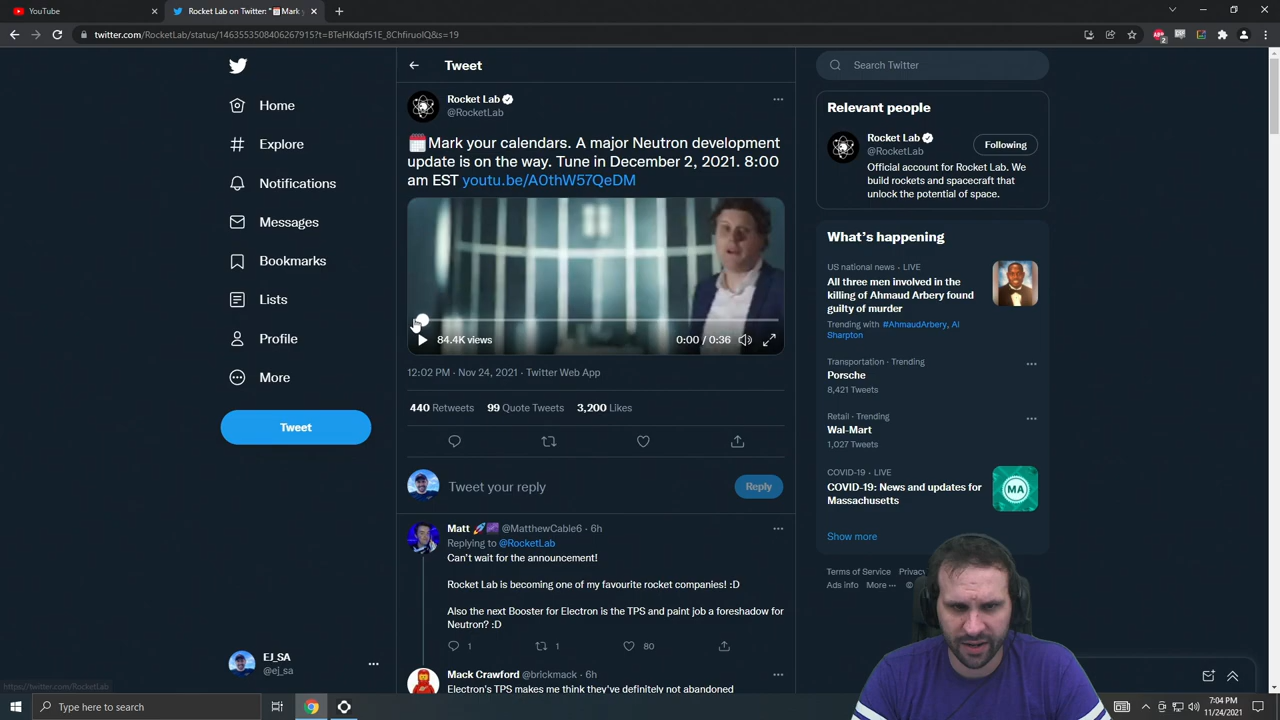 YouTube
Rocket Lab on Twitter: "🗓️Mark y
twitter.com/RocketLab/status/1463553508406267915?t=BTeHKdqf51E_8ChfiruolQ&s=19
2
Home
Explore
Notifications
Messages
Bookmarks
Lists
Profile
More
Tweet
EJ_SA
@ej_sa
Tweet
Rocket Lab
@RocketLab
🗓️Mark your calendars. A major Neutron development
update is on the way. Tune in December 2, 2021. 8:00
am EST youtu.be/A0thW57QeDM
84.4K views
0:00 / 0:36
12:02 PM · Nov 24, 2021 · Twitter Web App
440 Retweets 99 Quote Tweets 3,200 Likes
Tweet your reply
Reply
Matt 🚀 @MatthewCable6 · 6h
Replying to @RocketLab
Can't wait for the announcement!
Rocket Lab is becoming one of my favourite rocket companies! :D
Also the next Booster for Electron is the TPS and paint job a foreshadow for
Neutron? :D
1 1 80
Mack Crawford @brickmack · 6h
Electron's TPS makes me think they've definitely not abandoned
Search Twitter
Relevant people
Rocket Lab
@RocketLab
Following
Official account for Rocket Lab. We
build rockets and spacecraft that
unlock the potential of space.
What's happening
US national news · LIVE
All three men involved in the
killing of Ahmaud Arbery found
guilty of murder
Trending with #AhmaudArbery, Al
Sharpton
Transportation · Trending
Porsche
8,421 Tweets
Retail · Trending
Wal-Mart
1,027 Tweets
COVID-19 · LIVE
COVID-19: News and updates for
Massachusetts
MA
Show more
Terms of Service Privac
Ad info More ··· ©
https://twitter.com/RocketLab
Type here to search
7:04 PM
11/24/2021